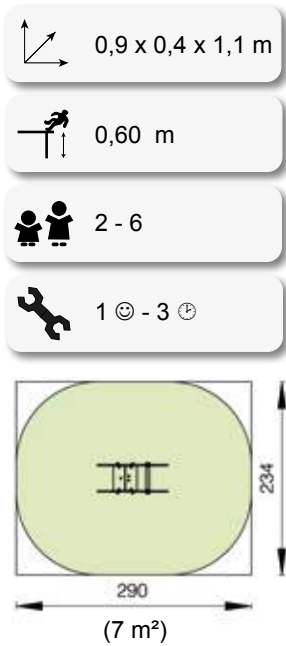 0,9 x 0,4 x 1,1 m
0,60 m
2 - 6
1 ☺ - 3 🕑
234
290
(7 m²)